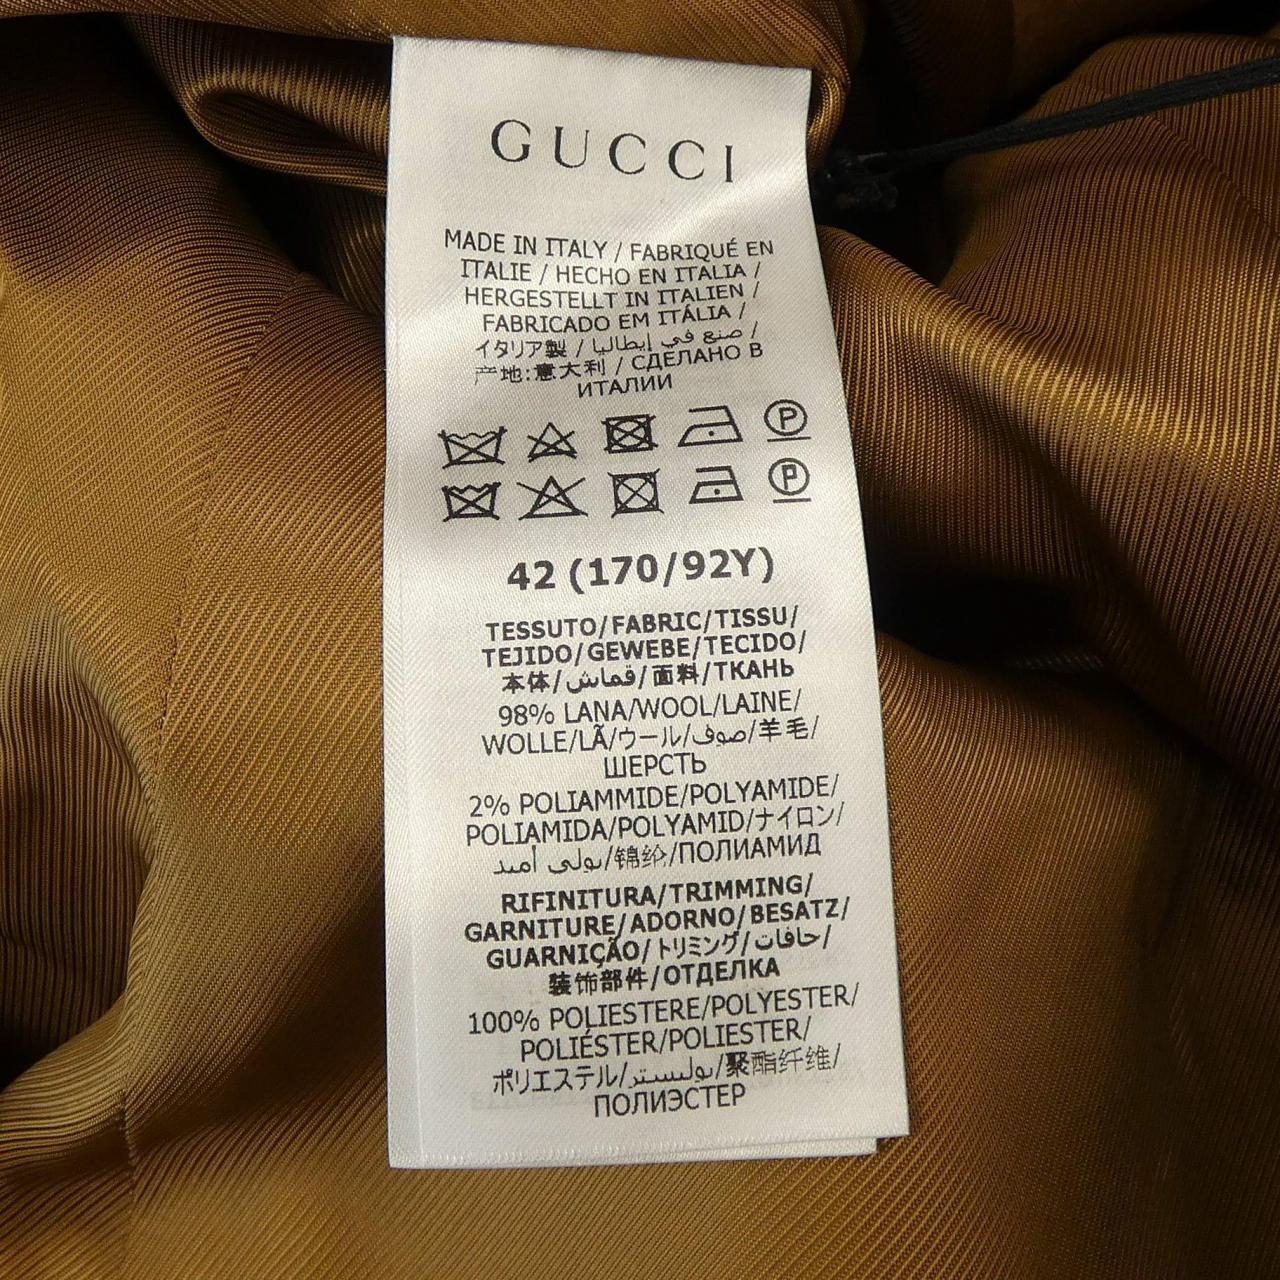 GUCCI
MADE IN ITALY / FABRIQUÉ EN
ITALIE / HECHO EN ITALIA /
HERGESTELLT IN ITALIEN /
FABRICADO EM ITÁLIA /
イタリア製 / صنع في إيطاليا /
产地:意大利 / СДЕЛАНО В
ИТАЛИИ
P
P
42 (170/92Y)
TESSUTO/FABRIC/TISSU/
TEJIDO/GEWEBE/TECIDO/
本体/قماش/面料/ТКАНЬ
98% LANA/WOOL/LAINE/
WOLLE/LÃ/ウール/صوف/羊毛/
ШЕРСТЬ
2% POLIAMMIDE/POLYAMIDE/
POLIAMIDA/POLYAMID/ナイロン/
بولي أميد/锦纶/ПОЛИАМИД
RIFINITURA/TRIMMING/
GARNITURE/ADORNO/BESATZ/
GUARNIÇÃO/トリミング/حافات/
装饰部件/ОТДЕЛКА
100% POLIESTERE/POLYESTER/
POLIÉSTER/POLIESTER/
ポリエステル/بوليستر/聚酯纤维/
ПОЛИЭСТЕР